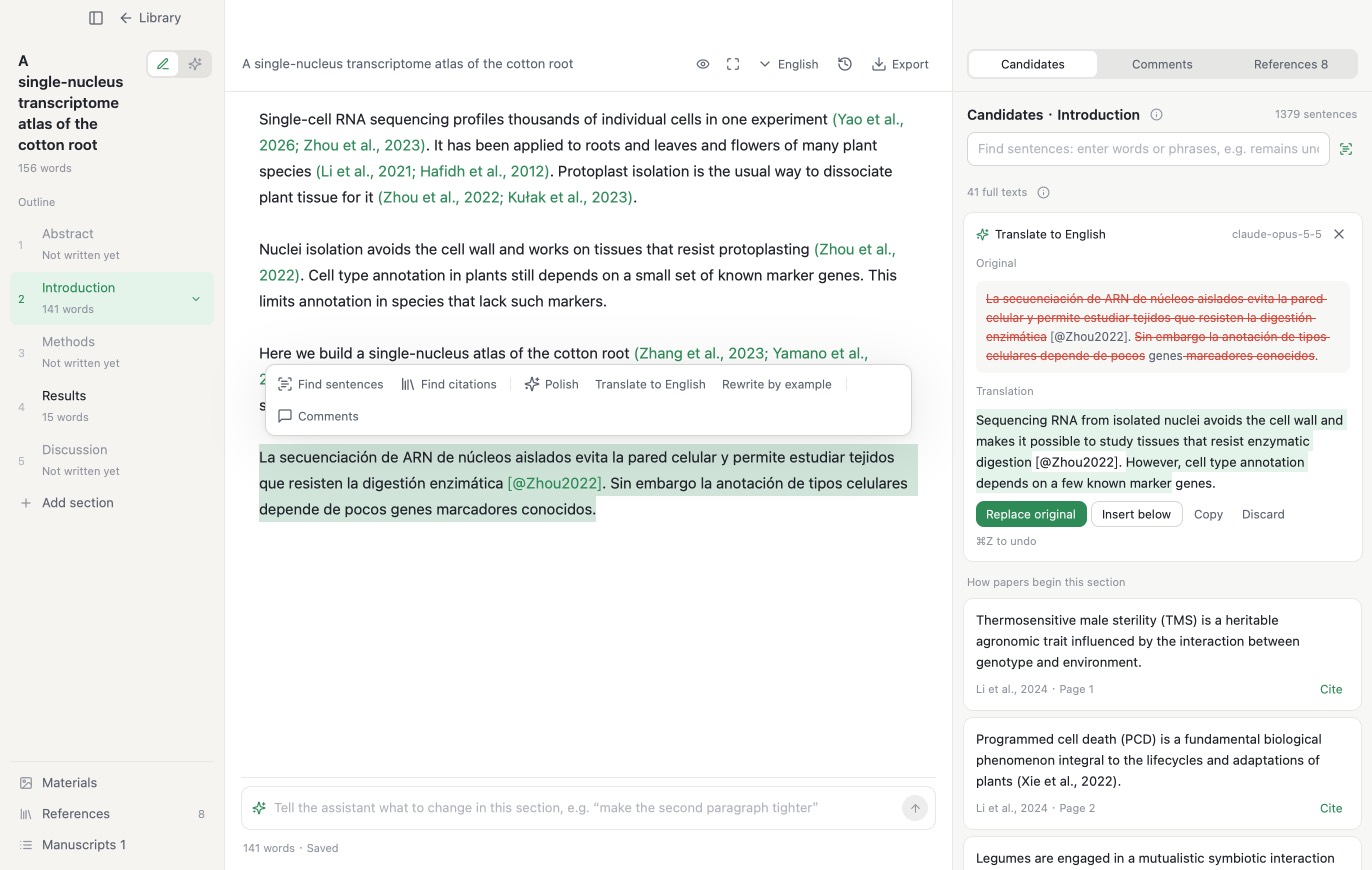 Library
A
single-nucleus
transcriptome
atlas of the
cotton root
156 words
Outline
1
Abstract
Not written yet
2
Introduction
141 words
3
Methods
Not written yet
4
Results
15 words
5
Discussion
Not written yet
Add section
Materials
References 8
Manuscripts 1
A single-nucleus transcriptome atlas of the cotton root
English
Export
Single-cell RNA sequencing profiles thousands of individual cells in one experiment (Yao et al.,
2026; Zhou et al., 2023). It has been applied to roots and leaves and flowers of many plant
species (Li et al., 2021; Hafidh et al., 2012). Protoplast isolation is the usual way to dissociate
plant tissue for it (Zhou et al., 2022; Kułak et al., 2023).
Nuclei isolation avoids the cell wall and works on tissues that resist protoplasting (Zhou et al.,
2022). Cell type annotation in plants still depends on a small set of known marker genes. This
limits annotation in species that lack such markers.
Here we build a single-nucleus atlas of the cotton root (Zhang et al., 2023; Yamano et al.,
Find sentences
Find citations
Polish
Translate to English
Rewrite by example
Comments
La secuenciación de ARN de núcleos aislados evita la pared celular y permite estudiar tejidos
que resisten la digestión enzimática [@Zhou2022]. Sin embargo la anotación de tipos celulares
depende de pocos genes marcadores conocidos.
Tell the assistant what to change in this section, e.g. “make the second paragraph tighter”
141 words · Saved
Candidates
Comments
References 8
Candidates · Introduction
1379 sentences
Find sentences: enter words or phrases, e.g. remains
41 full texts
Translate to English
claude-opus-5-5
Original
La secuenciación de ARN de núcleos aislados evita la pared
celular y permite estudiar tejidos que resisten la digestión
enzimática [@Zhou2022]. Sin embargo la anotación de tipos
celulares depende de pocos genes marcadores conocidos.
Translation
Sequencing RNA from isolated nuclei avoids the cell wall and
makes it possible to study tissues that resist enzymatic
digestion [@Zhou2022]. However, cell type annotation
depends on a few known marker genes.
Replace original
Insert below
Copy
Discard
⌘Z to undo
How papers begin this section
Thermosensitive male sterility (TMS) is a heritable
agronomic trait influenced by the interaction between
genotype and environment.
Li et al., 2024 · Page 1
Cite
Programmed cell death (PCD) is a fundamental biological
phenomenon integral to the lifecycles and adaptations of
plants (Xie et al., 2022).
Li et al., 2024 · Page 2
Cite
Legumes are engaged in a mutualistic symbiotic interaction